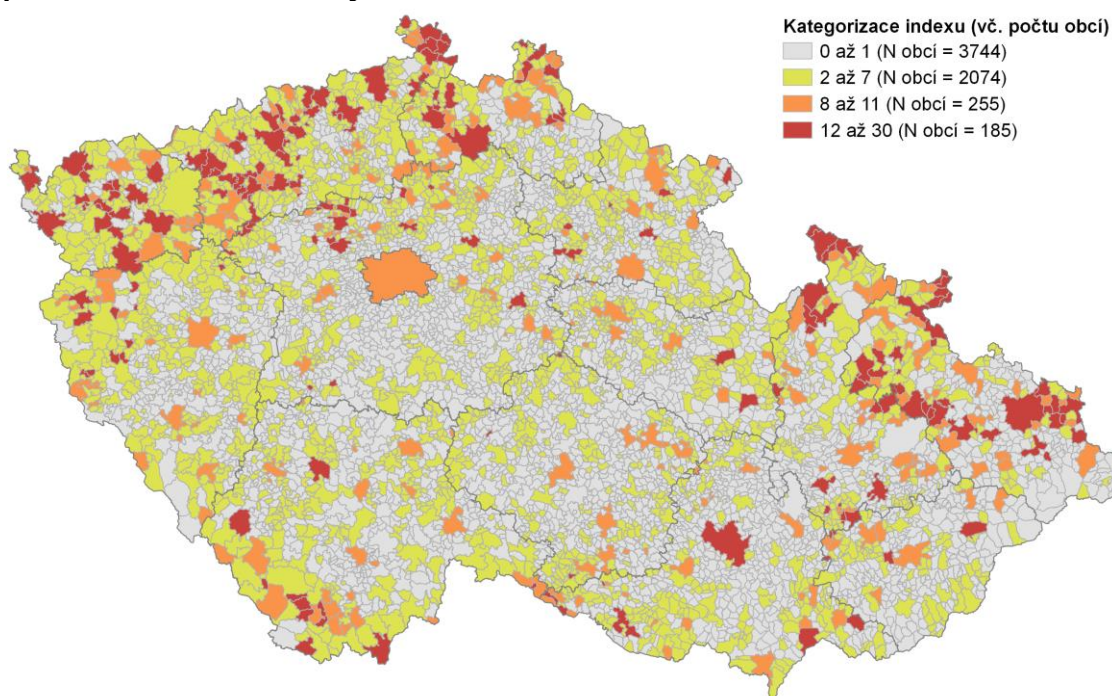 Kategorizace indexu (vč. počtu obcí)
0 až 1 (N obcí = 3744)
2 až 7 (N obcí = 2074)
8 až 11 (N obcí = 255)
12 až 30 (N obcí = 185)